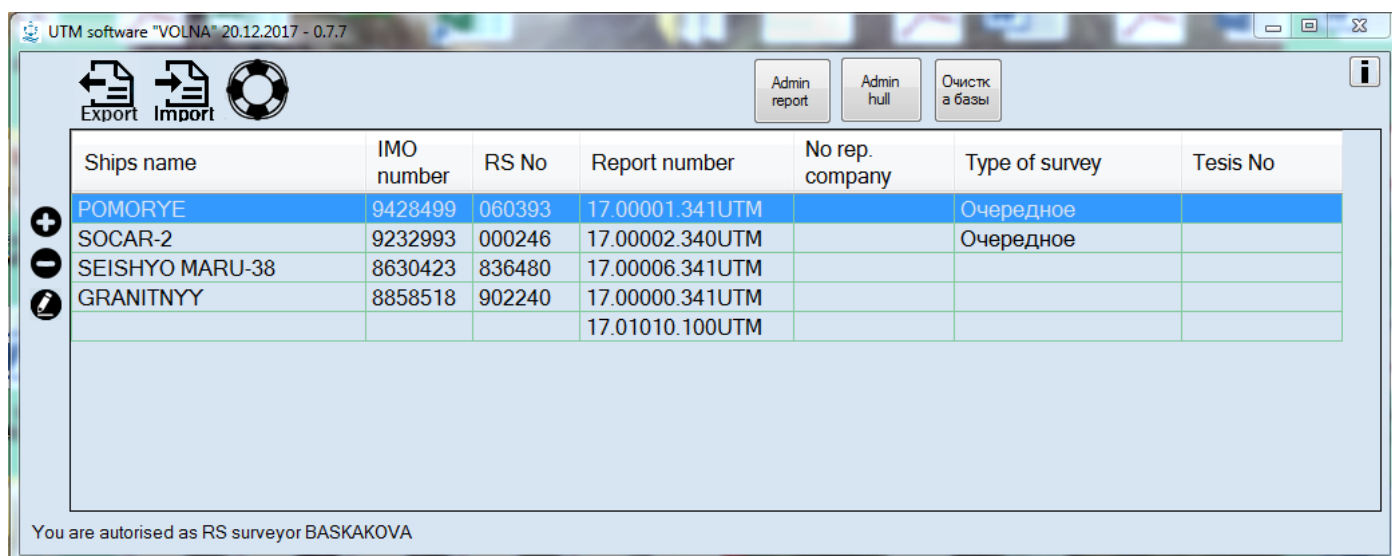 UTM software "VOLNA" 20.12.2017 - 0.7.7
Export Import Admin report Admin hull Очистка базы i
Ships name IMO number RS No Report number No rep. company Type of survey Tesis No
POMORYE 9428499 060393 17.00001.341UTM Очередное
SOCAR-2 9232993 000246 17.00002.340UTM Очередное
SEISHYO MARU-38 8630423 836480 17.00006.341UTM
GRANITNYY 8858518 902240 17.00000.341UTM
17.01010.100UTM
You are autorised as RS surveyor BASKAKOVA